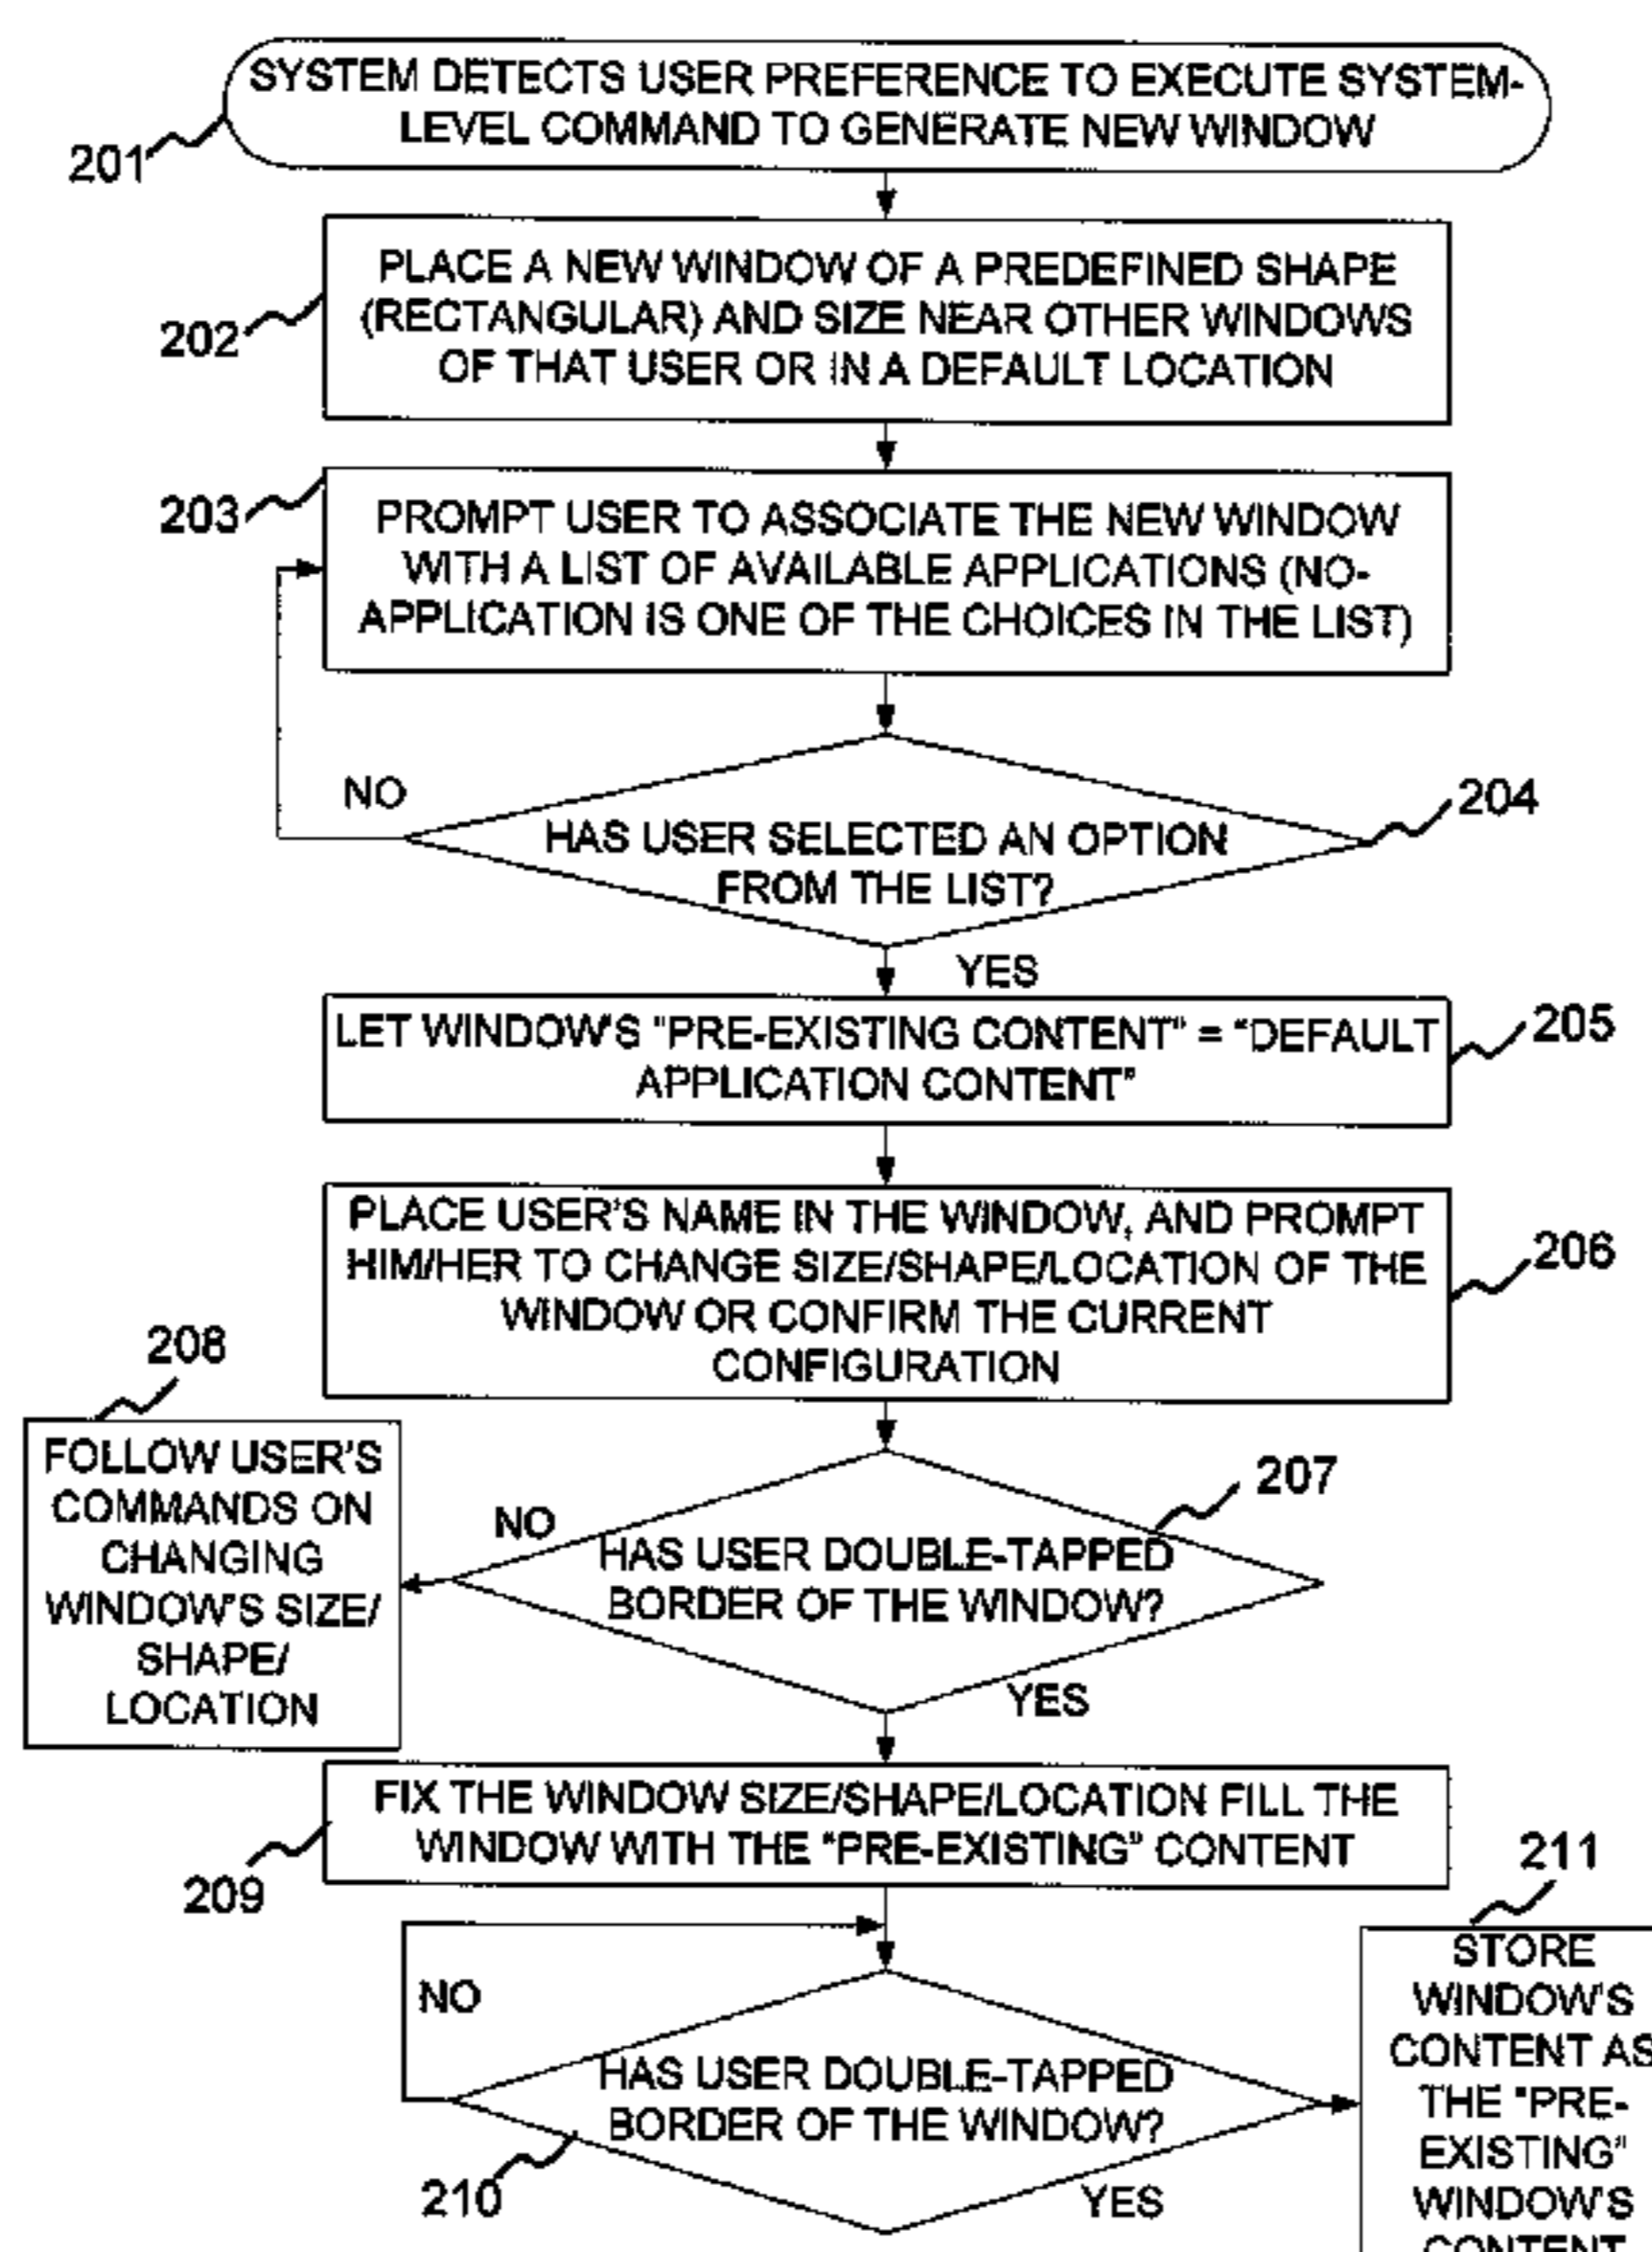 SYSTEM DETECTS USER PREFERENCE TO EXECUTE SYSTEM-
LEVEL COMMAND TO GENERATE NEW WINDOW
201
PLACE A NEW WINDOW OF A PREDEFINED SHAPE
(RECTANGULAR) AND SIZE NEAR OTHER WINDOWS
OF THAT USER OR IN A DEFAULT LOCATION
202
203
PROMPT USER TO ASSOCIATE THE NEW WINDOW
WITH A LIST OF AVAILABLE APPLICATIONS (NO-
APPLICATION IS ONE OF THE CHOICES IN THE LIST)
NO
204
HAS USER SELECTED AN OPTION
FROM THE LIST?
YES
LET WINDOW'S "PRE-EXISTING CONTENT" = "DEFAULT
APPLICATION CONTENT"
205
PLACE USER'S NAME IN THE WINDOW, AND PROMPT
HIM/HER TO CHANGE SIZE/SHAPE/LOCATION OF THE
WINDOW OR CONFIRM THE CURRENT
CONFIGURATION
206
208
FOLLOW USER'S
COMMANDS ON
CHANGING
WINDOW'S SIZE/
SHAPE/
LOCATION
207
NO
HAS USER DOUBLE-TAPPED
BORDER OF THE WINDOW?
YES
FIX THE WINDOW SIZE/SHAPE/LOCATION FILL THE
WINDOW WITH THE "PRE-EXISTING" CONTENT
209
211
NO
HAS USER DOUBLE-TAPPED
BORDER OF THE WINDOW?
210
YES
STORE
WINDOW'S
CONTENT AS
THE "PRE-
EXISTING"
WINDOW'S
CONTENT